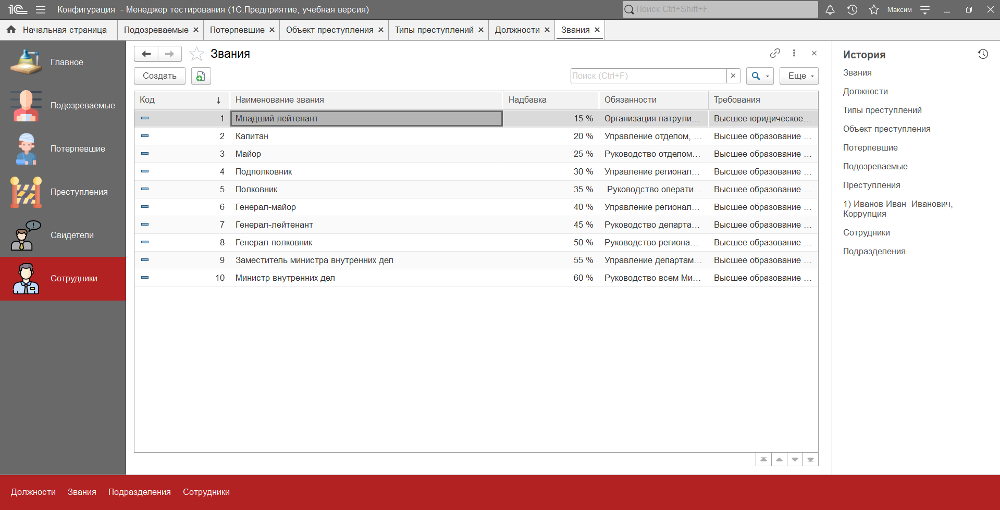 1С Конфигурация - Менеджер тестирования (1С:Предприятие, учебная версия) Поиск Ctrl+Shift+F Максим
Начальная страница Подозреваемые Потерпевшие Объект преступления Типы преступлений Должности Звания
Главное
Подозреваемые
Потерпевшие
Преступления
Свидетели
Сотрудники
Звания
Создать Поиск (Ctrl+F) Еще
Код Наименование звания Надбавка Обязанности Требования
1 Младший лейтенант 15 % Организация патрули... Высшее юридическое...
2 Капитан 20 % Управление отделом, ... Высшее образование ...
3 Майор 25 % Руководство отделом... Высшее образование ...
4 Подполковник 30 % Управление регионал... Высшее образование ...
5 Полковник 35 % Руководство операти... Высшее образование ...
6 Генерал-майор 40 % Управление регионал... Высшее образование ...
7 Генерал-лейтенант 45 % Руководство департа... Высшее образование ...
8 Генерал-полковник 50 % Руководство региона... Высшее образование ...
9 Заместитель министра внутренних дел 55 % Управление департам... Высшее образование ...
10 Министр внутренних дел 60 % Руководство всем Ми... Высшее образование ...
История
Звания
Должности
Типы преступлений
Объект преступления
Потерпевшие
Подозреваемые
Преступления
1) Иванов Иван Иванович,
Коррупция
Сотрудники
Подразделения
Должности Звания Подразделения Сотрудники